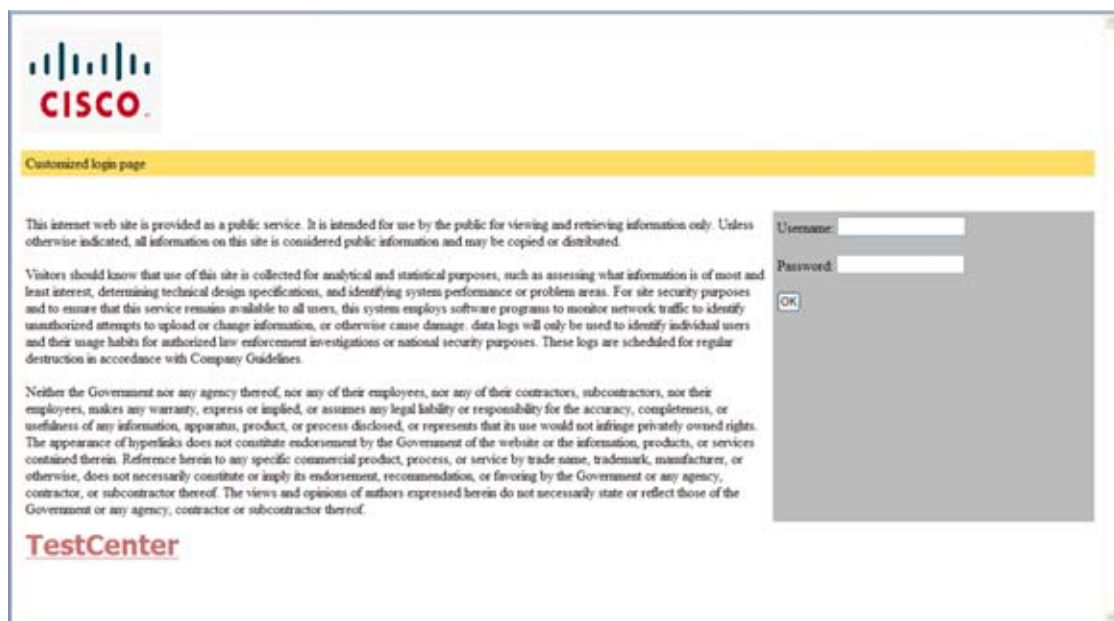 CISCO.
Customized login page
This internet web site is provided as a public service. It is intended for use by the public for viewing and retrieving information only. Unless
otherwise indicated, all information on this site is considered public information and may be copied or distributed.
Username:
Visitors should know that use of this site is collected for analytical and statistical purposes, such as assessing what information is of most and
Password:
least interest, determining technical design specifications, and identifying system performance or problem areas. For site security purposes
and to ensure that this service remains available to all users, this system employs software programs to monitor network traffic to identify
OK
unauthorized attempts to upload or change information, or otherwise cause damage. data logs will only be used to identify individual users
and their usage habits for authorized law enforcement investigations or national security purposes. These logs are scheduled for regular
destruction in accordance with Company Guidelines.
Neither the Government nor any agency thereof, nor any of their employees, nor any of their contractors, subcontractors, nor their
employees, makes any warranty, express or implied, or assumes any legal liability or responsibility for the accuracy, completeness, or
usefulness of any information, apparatus, product, or process disclosed, or represents that its use would not infringe privately owned rights.
The appearance of hyperlinks does not constitute endorsement by the Government of the website or the information, products, or services
contained therein. Reference herein to any specific commercial product, process, or service by trade name, trademark, manufacturer, or
otherwise, does not necessarily constitute or imply its endorsement, recommendation, or favoring by the Government or any agency,
contractor, or subcontractor thereof. The views and opinions of authors expressed herein do not necessarily state or reflect those of the
Government or any agency, contractor or subcontractor thereof.
TestCenter